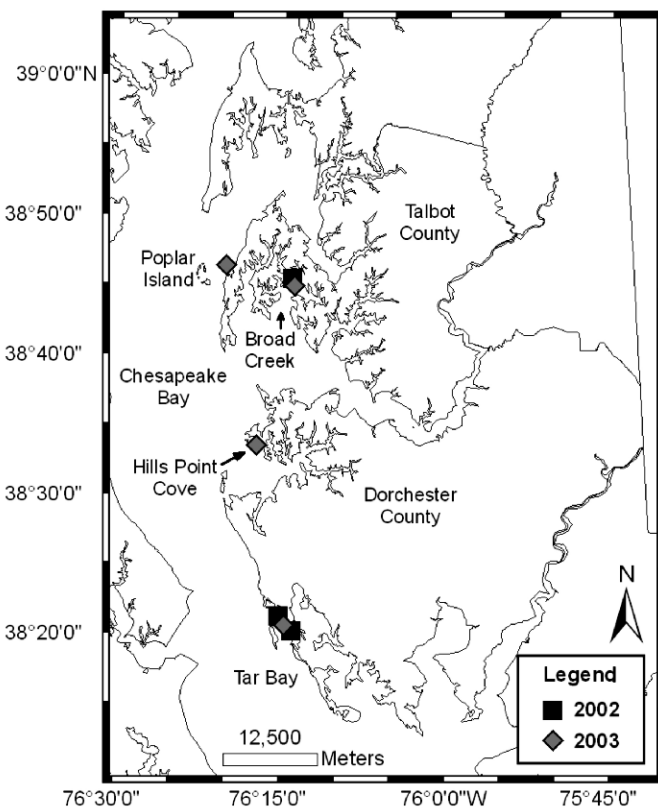 39°0'0"N
38°50'0"
Talbot
County
Poplar
Island
Broad
Creek
38°40'0"
Chesapeake
Bay
Hills Point
Cove
38°30'0"
Dorchester
County
N
38°20'0"
Tar Bay
Legend
2002
2003
12,500
Meters
76°30'0"
76°15'0"
76°0'0"W
75°45'0"